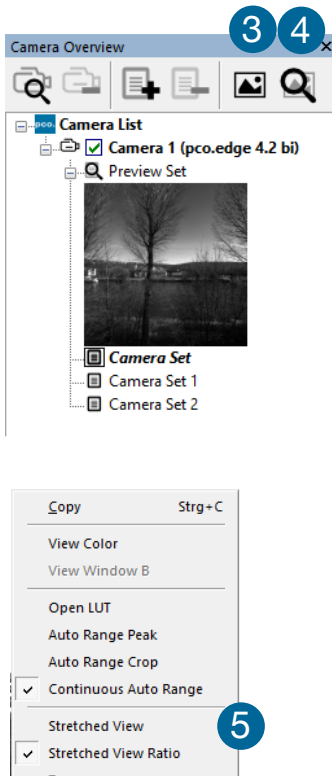 3 4
Camera Overview
pco. Camera List
Camera 1 (pco.edge 4.2 bi)
Preview Set
Camera Set
Camera Set 1
Camera Set 2
Copy Strg+C
View Color
View Window B
Open LUT
Auto Range Peak
Auto Range Crop
Continuous Auto Range
Stretched View 5
Stretched View Ratio